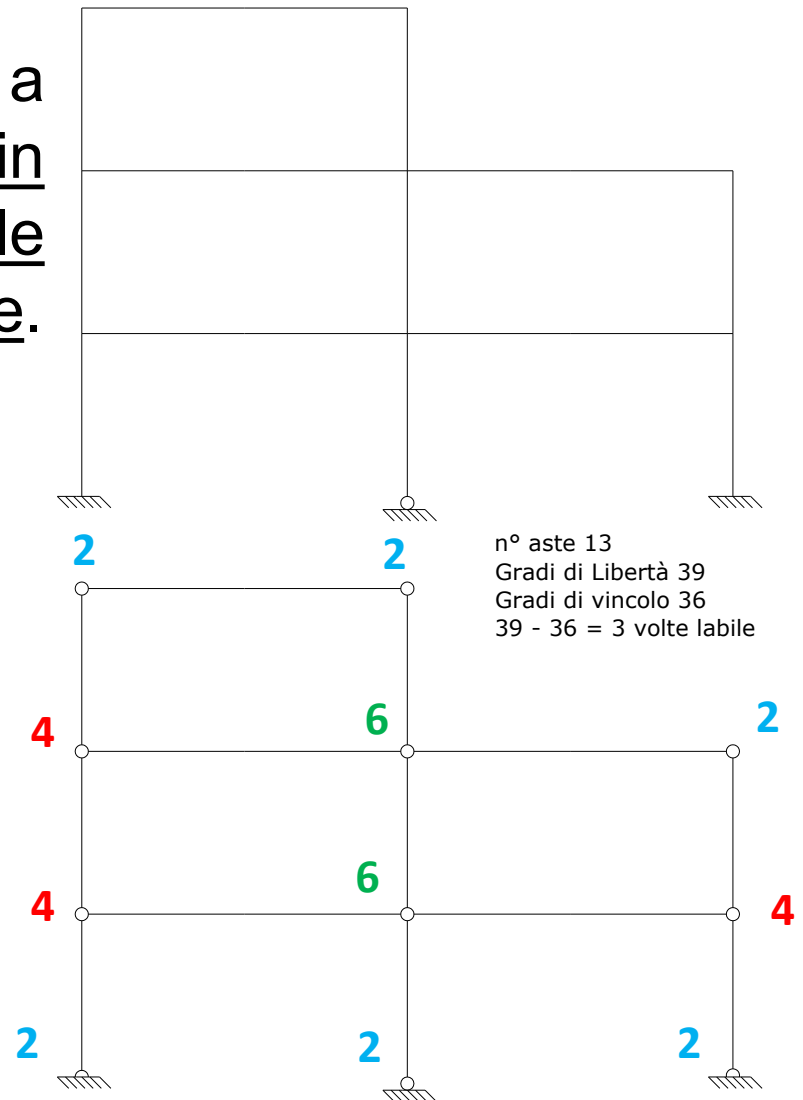 a
in
le
e.
2 2
n° aste 13
Gradi di Libertà 39
Gradi di vincolo 36
39 - 36 = 3 volte labile
4 6 2
4 6 4
2 2 2